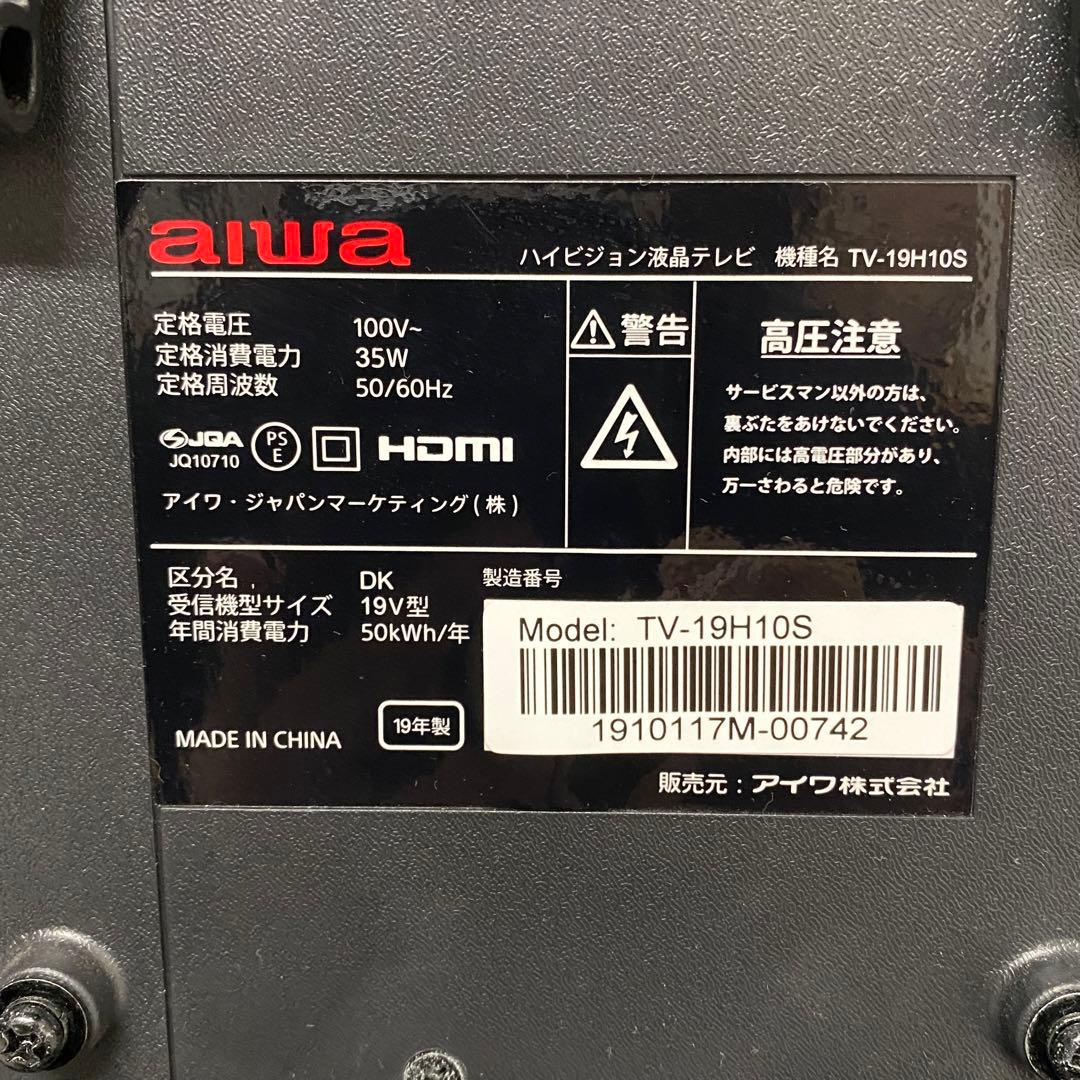 aiwa
ハイビジョン液晶テレビ 機種名 TV-19H10S
定格電圧 100V~
定格消費電力 35W
定格周波数 50/60Hz
JQA
JQ10710
PS
E
HDMI
アイワ・ジャパンマーケティング(株)
警告
高圧注意
サービスマン以外の方は、
裏ぶたをあけないでください。
内部には高電圧部分があり、
万一さわると危険です。
区分名 DK
受信機型サイズ 19V型
年間消費電力 50kWh/年
製造番号
Model: TV-19H10S
1910117M-00742
MADE IN CHINA
19年製
販売元:アイワ株式会社